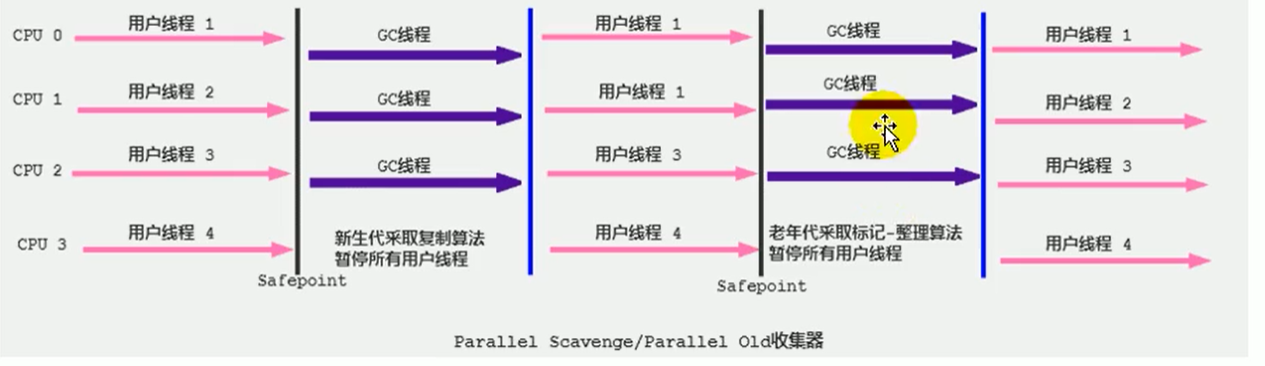 CPU 0 用户线程 1 GC线程 用户线程 1 GC线程 用户线程 1
CPU 1 用户线程 2 GC线程 用户线程 1 GC线程 用户线程 2
CPU 2 用户线程 3 GC线程 用户线程 3 GC线程 用户线程 3
CPU 3 用户线程 4 用户线程 4 用户线程 4
新生代采取复制算法
暂停所有用户线程
老年代采取标记-整理算法
暂停所有用户线程
Safepoint
Safepoint
Parallel Scavenge/Parallel Old收集器